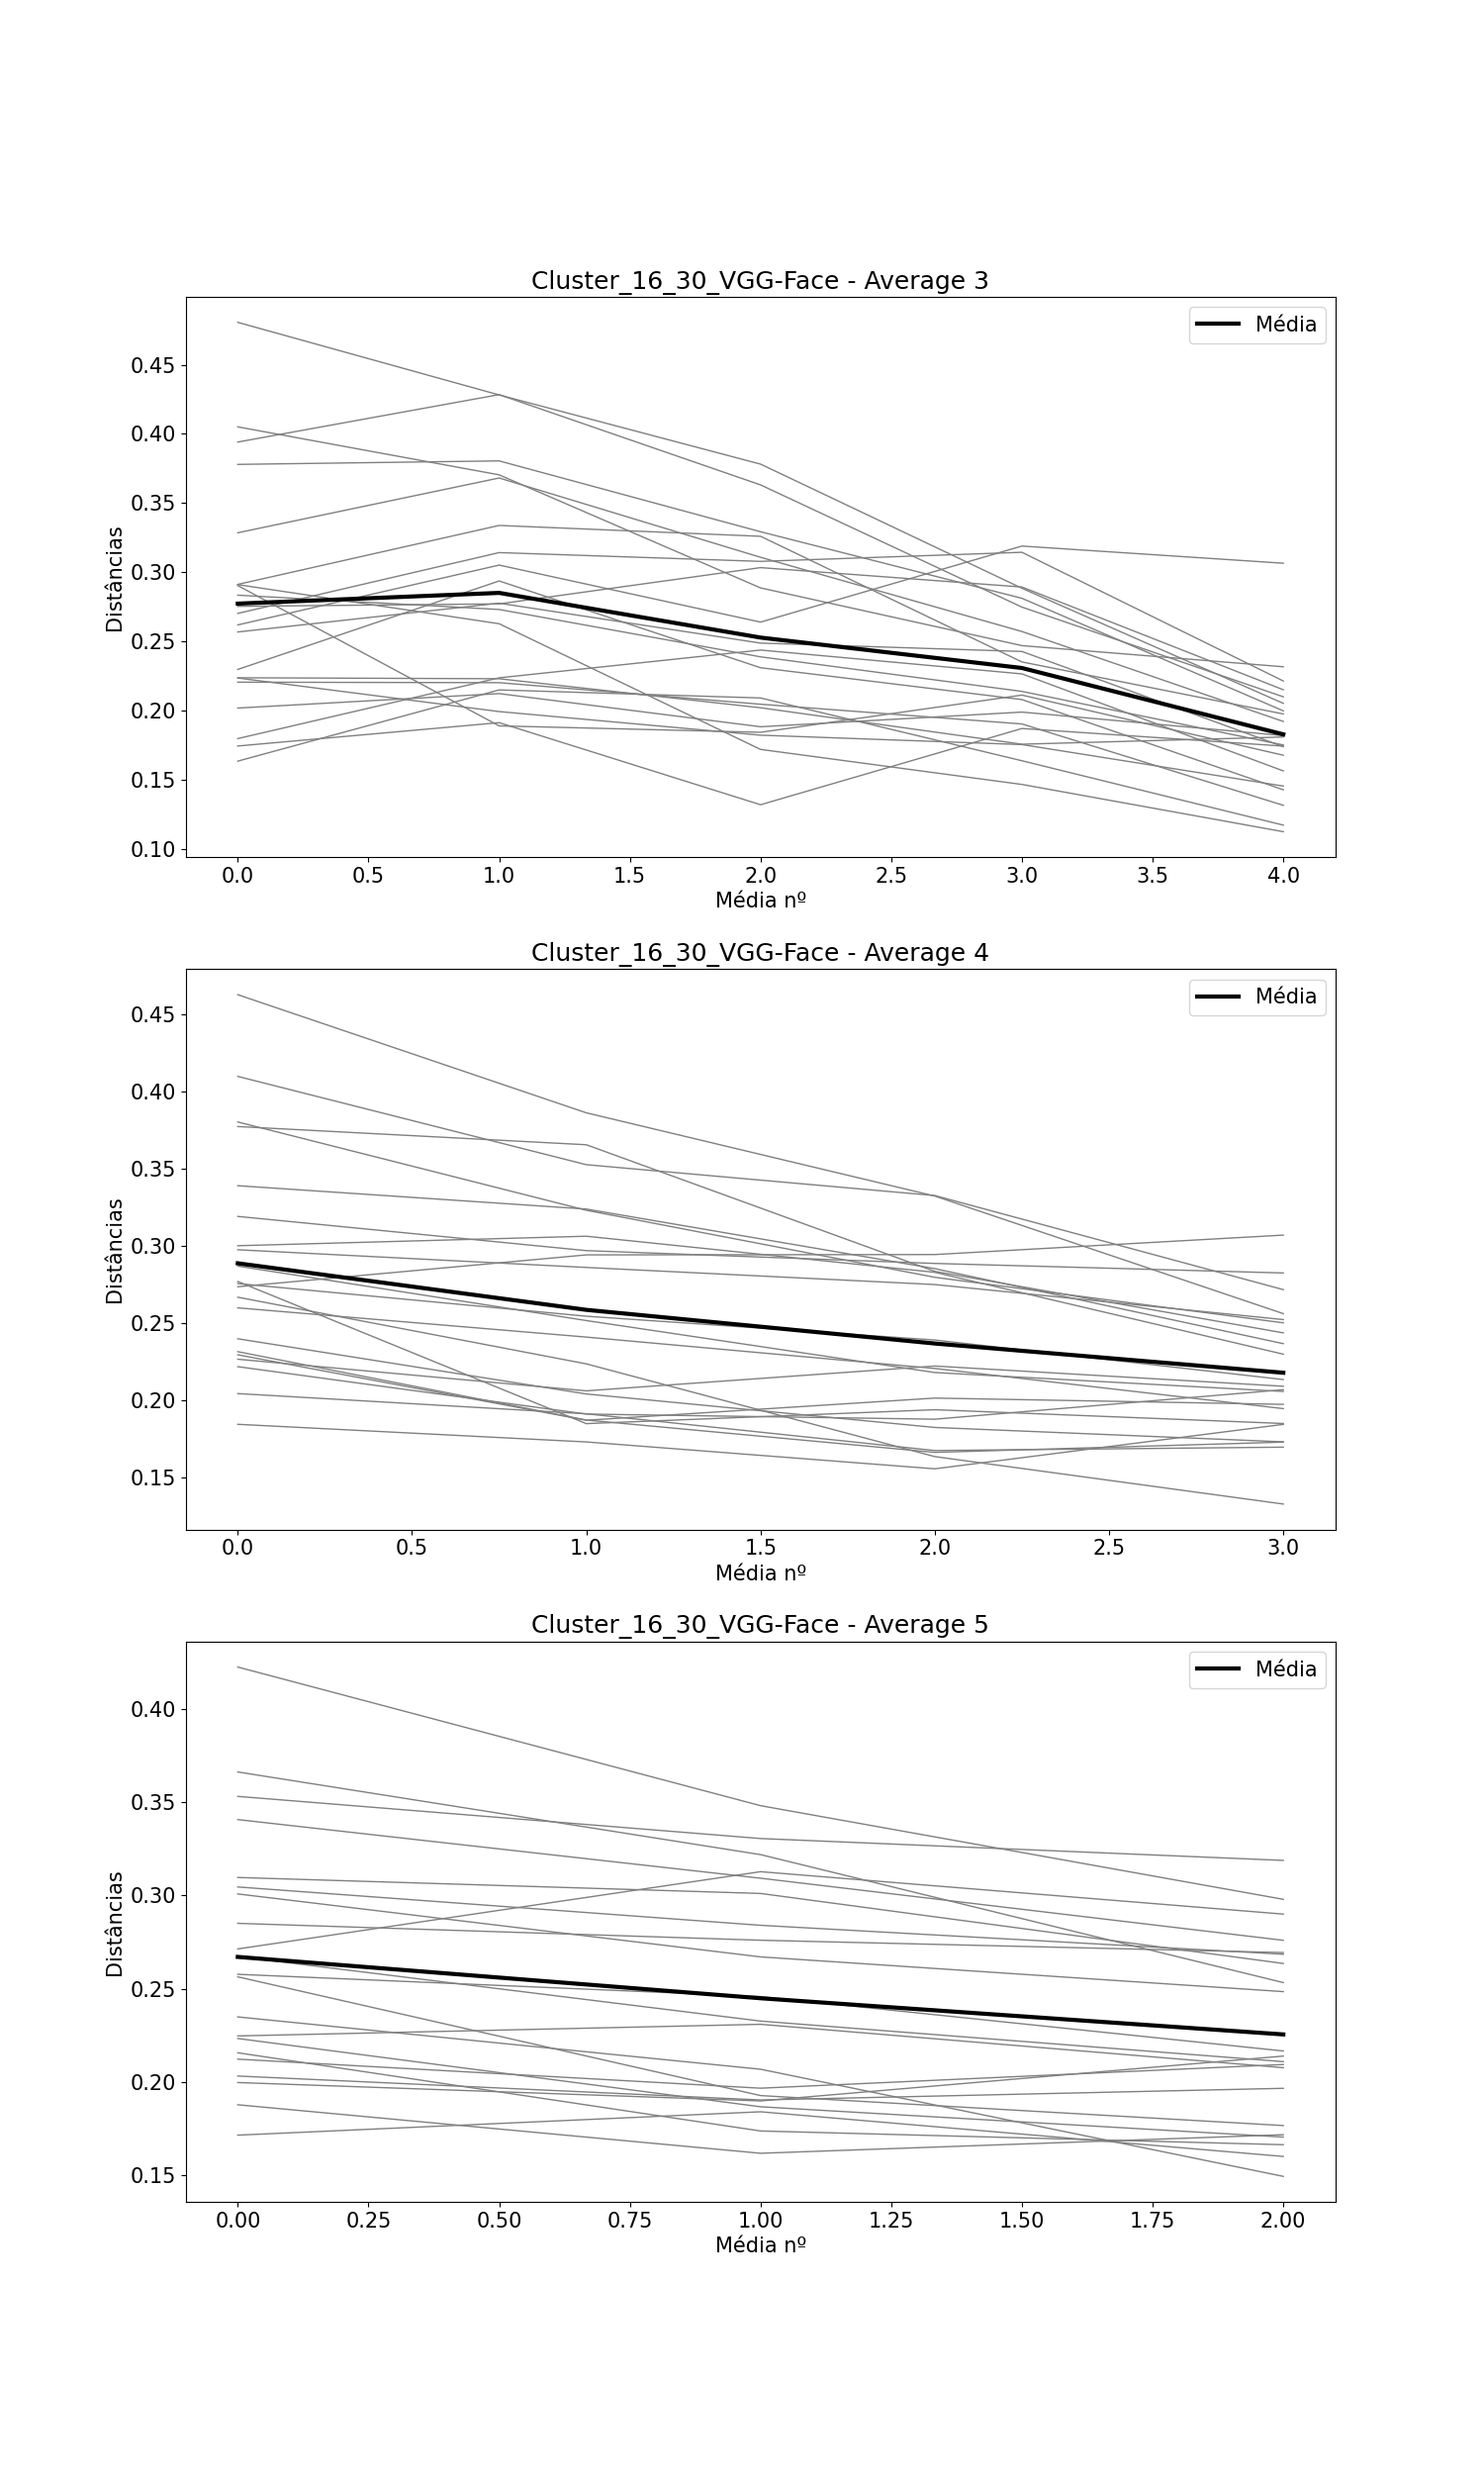 Cluster_16_30_VGG-Face - Average 3
Média
0.45
0.40
0.35
0.30
0.25
0.20
0.15
0.10
Distâncias
0.0 0.5 1.0 1.5 2.0 2.5 3.0 3.5 4.0
Média nº
Cluster_16_30_VGG-Face - Average 4
Média
0.45
0.40
0.35
0.30
0.25
0.20
0.15
Distâncias
0.0 0.5 1.0 1.5 2.0 2.5 3.0
Média nº
Cluster_16_30_VGG-Face - Average 5
Média
0.40
0.35
0.30
0.25
0.20
0.15
Distâncias
0.00 0.25 0.50 0.75 1.00 1.25 1.50 1.75 2.00
Média nº